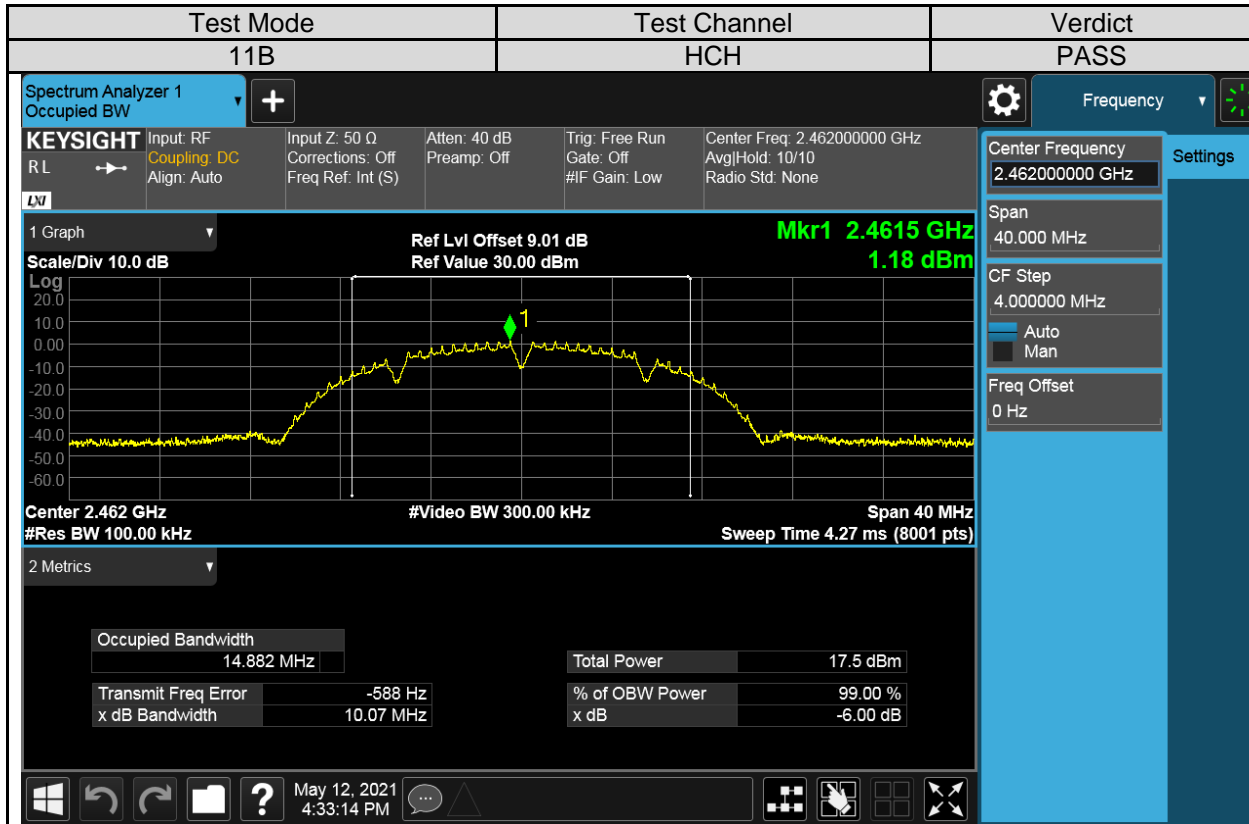 Test Mode Test Channel Verdict
11B HCH PASS
Spectrum Analyzer 1
Occupied BW
+
Frequency
KEYSIGHT Input: RF Input Z: 50 Ω Atten: 40 dB Trig: Free Run Center Freq: 2.462000000 GHz
RL Coupling: DC Corrections: Off Preamp: Off Gate: Off Avg|Hold: 10/10
Align: Auto Freq Ref: Int (S) #IF Gain: Low Radio Std: None
LXI
Center Frequency
2.462000000 GHz
Settings
Span
40.000 MHz
CF Step
4.000000 MHz
Auto
Man
Freq Offset
0 Hz
1 Graph
Ref Lvl Offset 9.01 dB Mkr1 2.4615 GHz
Scale/Div 10.0 dB Ref Value 30.00 dBm 1.18 dBm
Log
20.0
10.0
1
0.00
-10.0
-20.0
-30.0
-40.0
-50.0
-60.0
Center 2.462 GHz #Video BW 300.00 kHz Span 40 MHz
#Res BW 100.00 kHz Sweep Time 4.27 ms (8001 pts)
2 Metrics
Occupied Bandwidth
14.882 MHz Total Power 17.5 dBm
Transmit Freq Error -588 Hz % of OBW Power 99.00 %
x dB Bandwidth 10.07 MHz x dB -6.00 dB
? May 12, 2021
4:33:14 PM